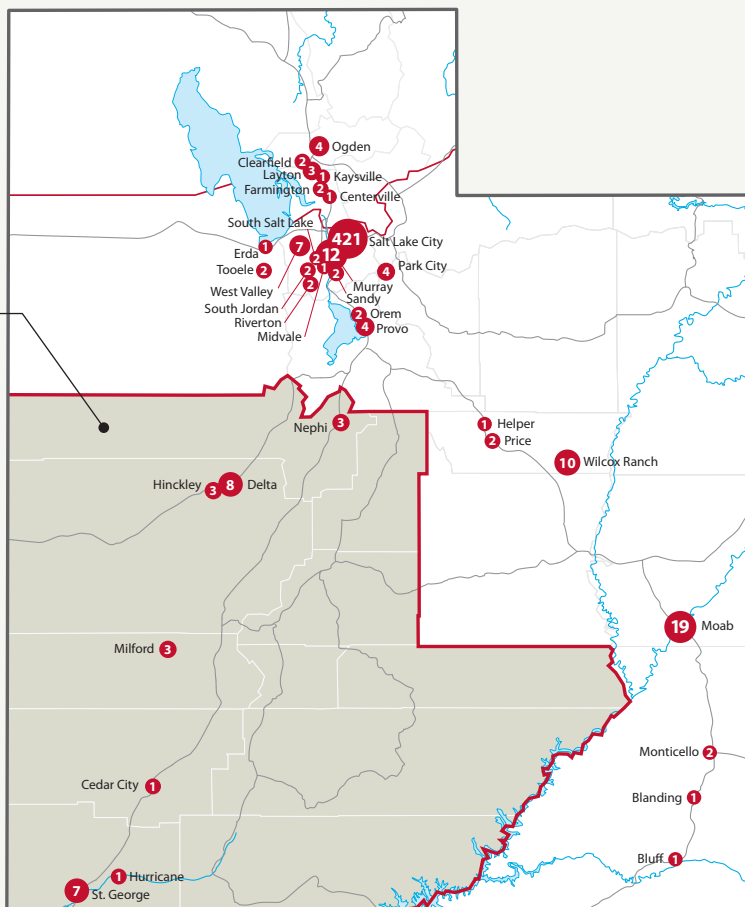 4 Ogden
Clearfield 2
Layton 3
1 Kaysville
Farmington 2
1 Centerville
South Salt Lake
421 Salt Lake City
7
12
2
Erda 1
Tooele 2
2
1
2
4 Park City
2
West Valley
Murray
Sandy
South Jordan
Riverton
Midvale
2 Orem
4 Provo
Nephi 3
1 Helper
2 Price
10 Wilcox Ranch
Hinckley 3
8 Delta
19 Moab
Milford 3
Monticello 2
Cedar City 1
Blanding 1
Bluff 1
1 Hurricane
7 St. George